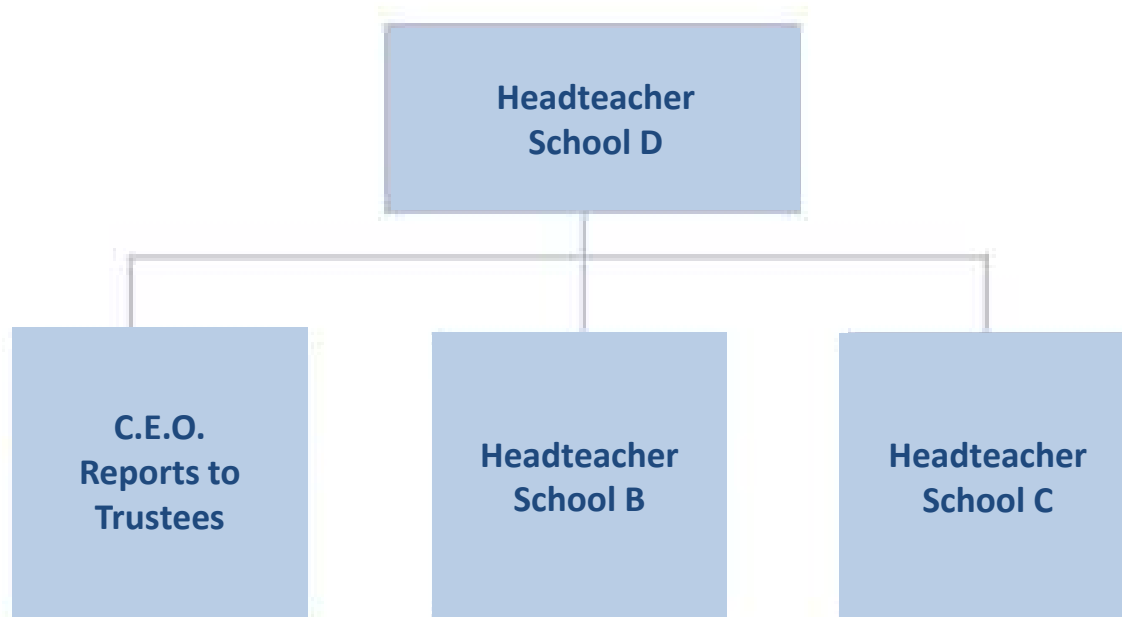 Headteacher
School D
C.E.O.
Reports to
Trustees
Headteacher
School B
Headteacher
School C